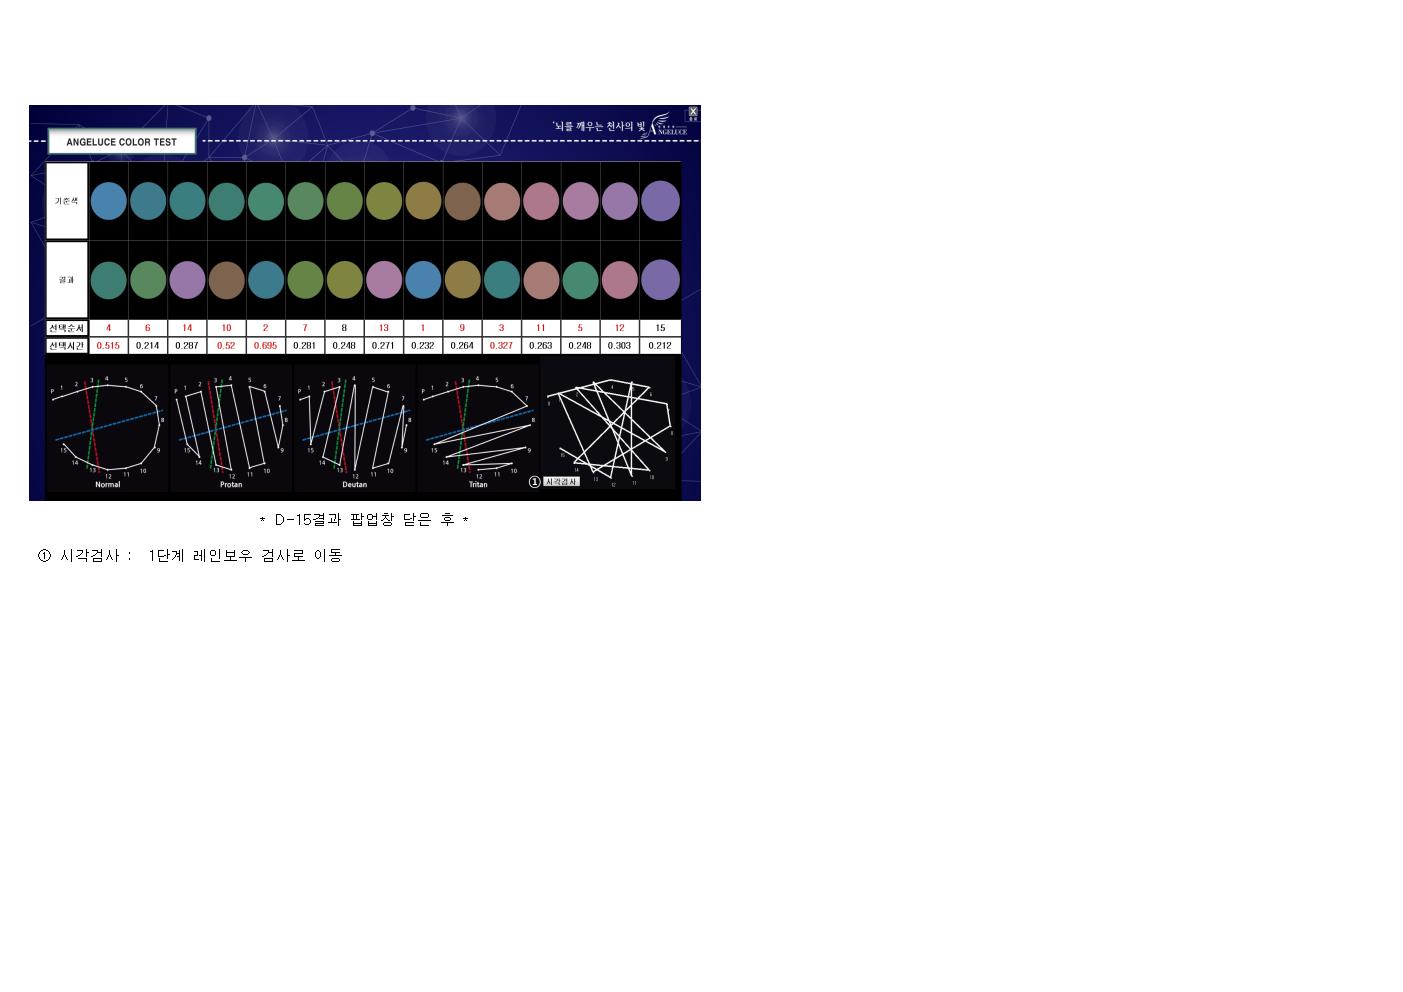 X
종료
'뇌를 깨우는 천사의 빛
ANGELUCE
ANGELUCE COLOR TEST
기준색
결과
선택순서 4 6 14 10 2 7 8 13 1 9 3 11 5 12 15
선택시간 0.515 0.214 0.287 0.52 0.695 0.281 0.248 0.271 0.232 0.264 0.327 0.263 0.248 0.303 0.212
P 1 2 3 4 5 6 7 8 9 10 11 12 13 14 15
Normal
P 1 2 3 4 5 6 7 8 9 10 11 12 13 14 15
Protan
P 1 2 3 4 5 6 7 8 9 10 11 12 13 14 15
Deutan
P 1 2 3 4 5 6 7 8 9 10 11 12 13 14 15
Tritan
① 시각검사
* D-15결과 팝업창 닫은 후 *
① 시각검사 : 1단계 레인보우 검사로 이동